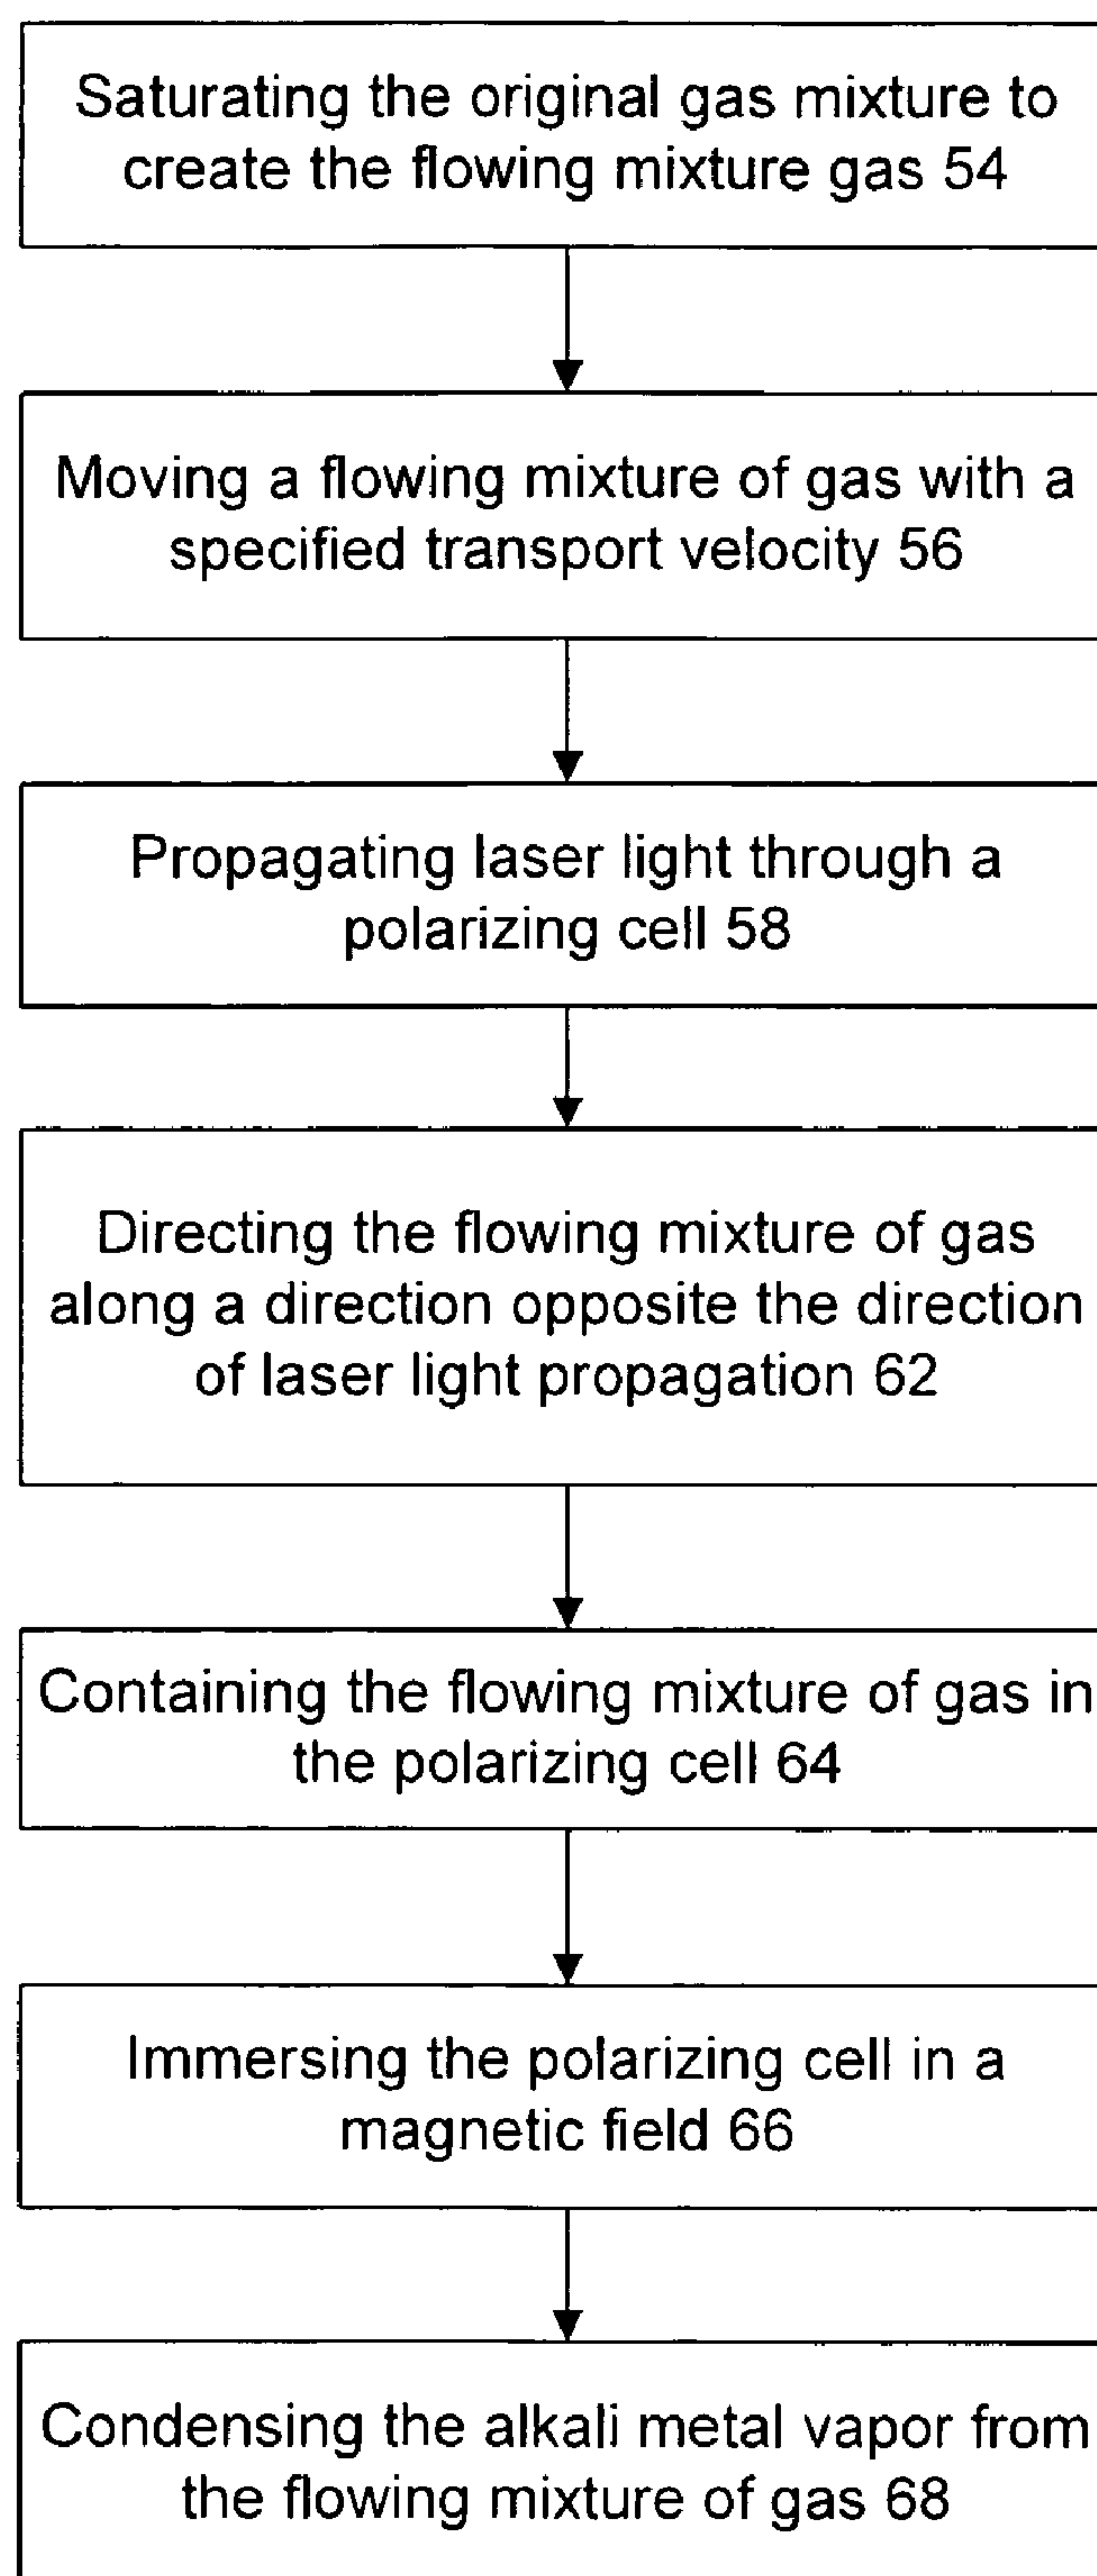 Saturating the original gas mixture to
create the flowing mixture gas 54
Moving a flowing mixture of gas with a
specified transport velocity 56
Propagating laser light through a
polarizing cell 58
Directing the flowing mixture of gas
along a direction opposite the direction
of laser light propagation 62
Containing the flowing mixture of gas in
the polarizing cell 64
Immersing the polarizing cell in a
magnetic field 66
Condensing the alkali metal vapor from
the flowing mixture of gas 68